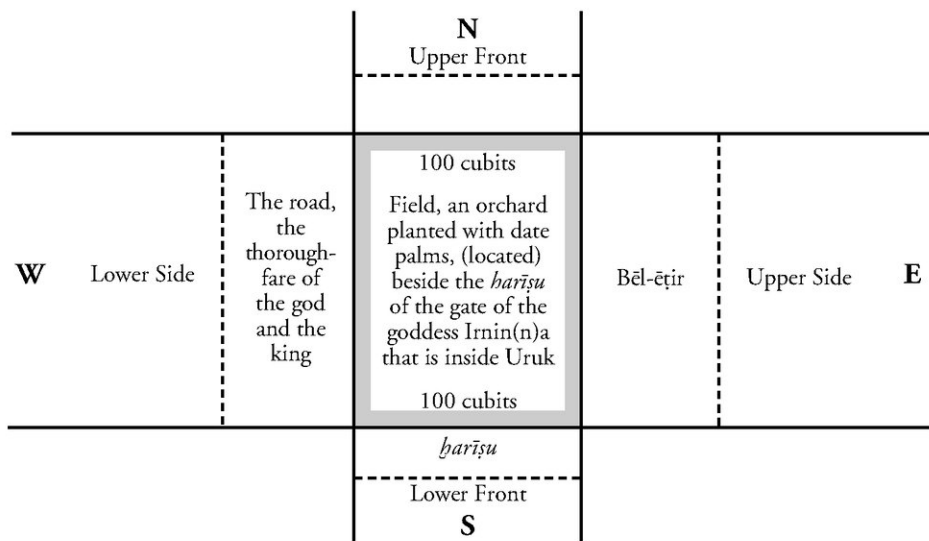 N
Upper Front
W
Lower Side
The road,
the
thorough-
fare of
the god
and the
king
100 cubits
Field, an orchard
planted with date
palms, (located)
beside the ḫarīṣu
of the gate of the
goddess Irnin(n)a
that is inside Uruk
100 cubits
Bēl-ēṭir
Upper Side
E
ḫarīṣu
Lower Front
S